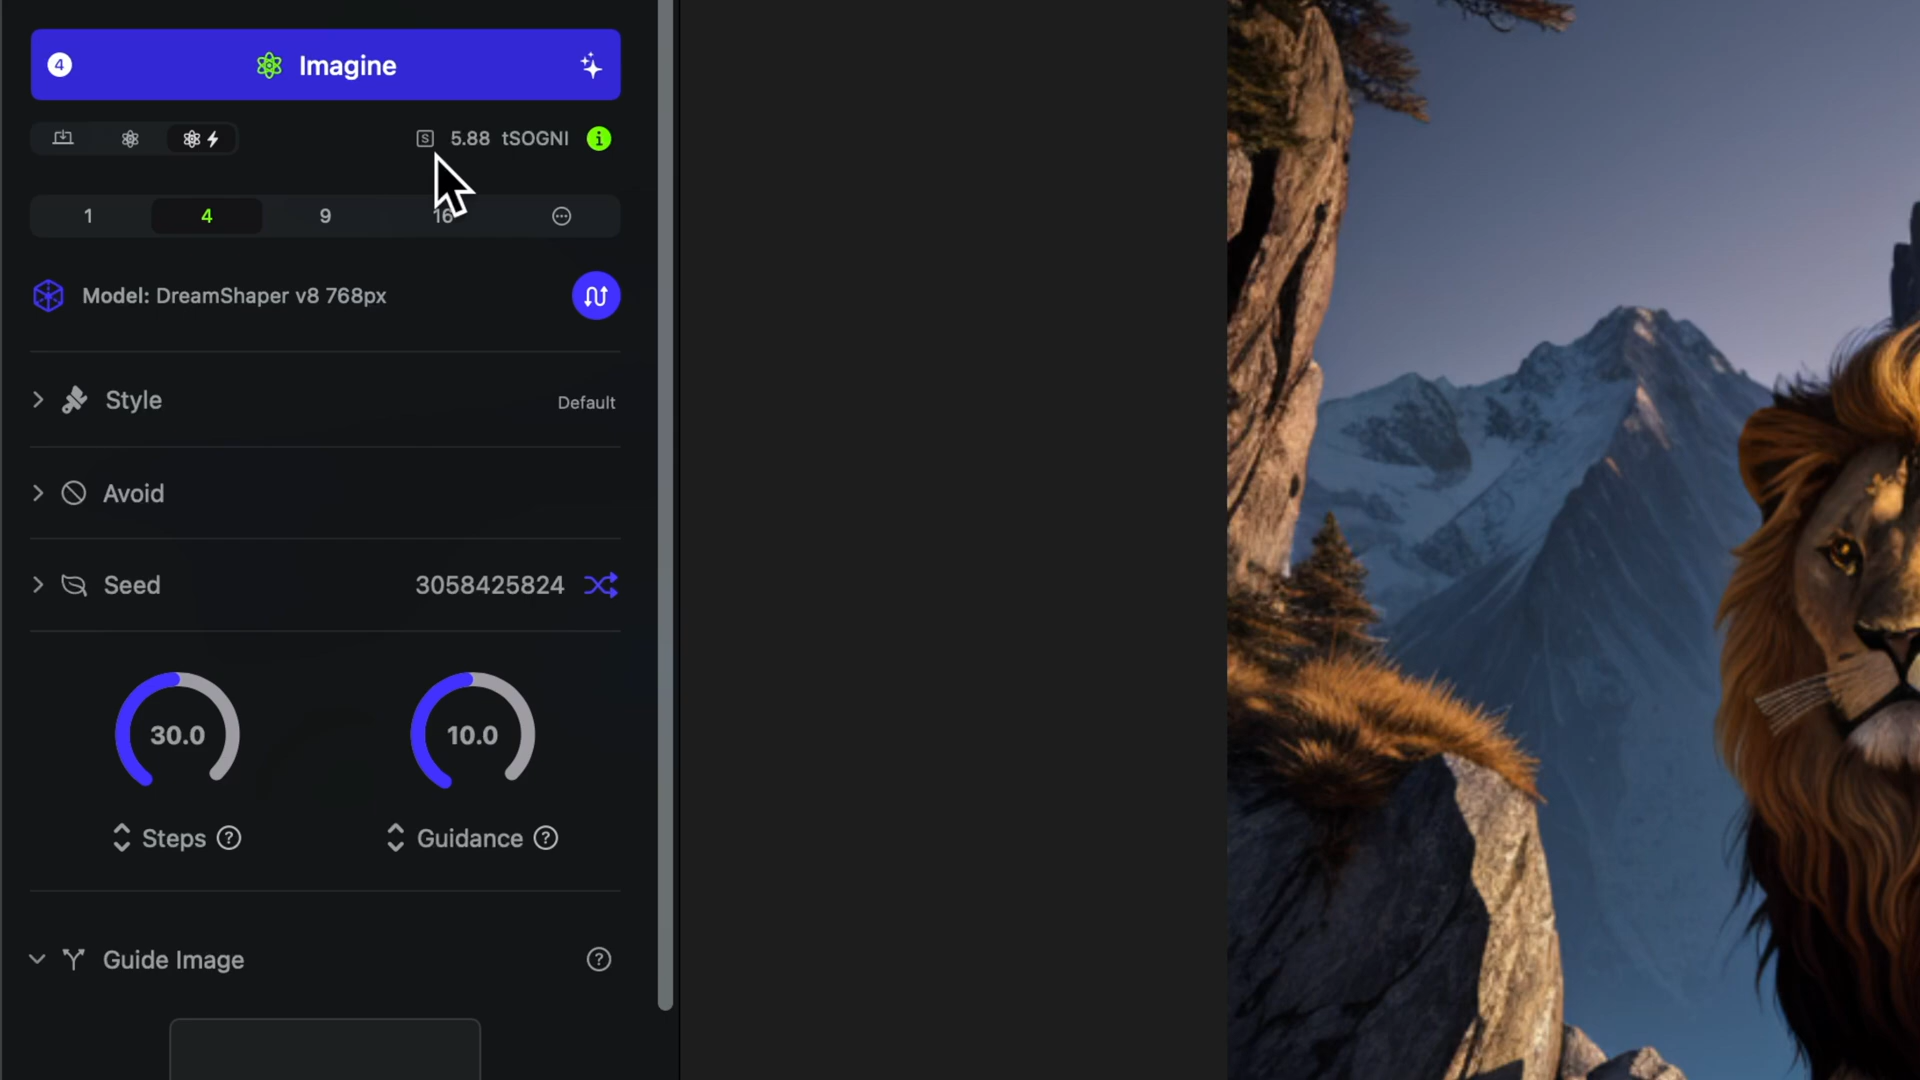 4 Imagine
S 5.88 tSOGNI i
1 4 9 16
Model: DreamShaper v8 768px
Style Default
Avoid
Seed 3058425824
30.0 10.0
Steps ? Guidance ?
Guide Image ?